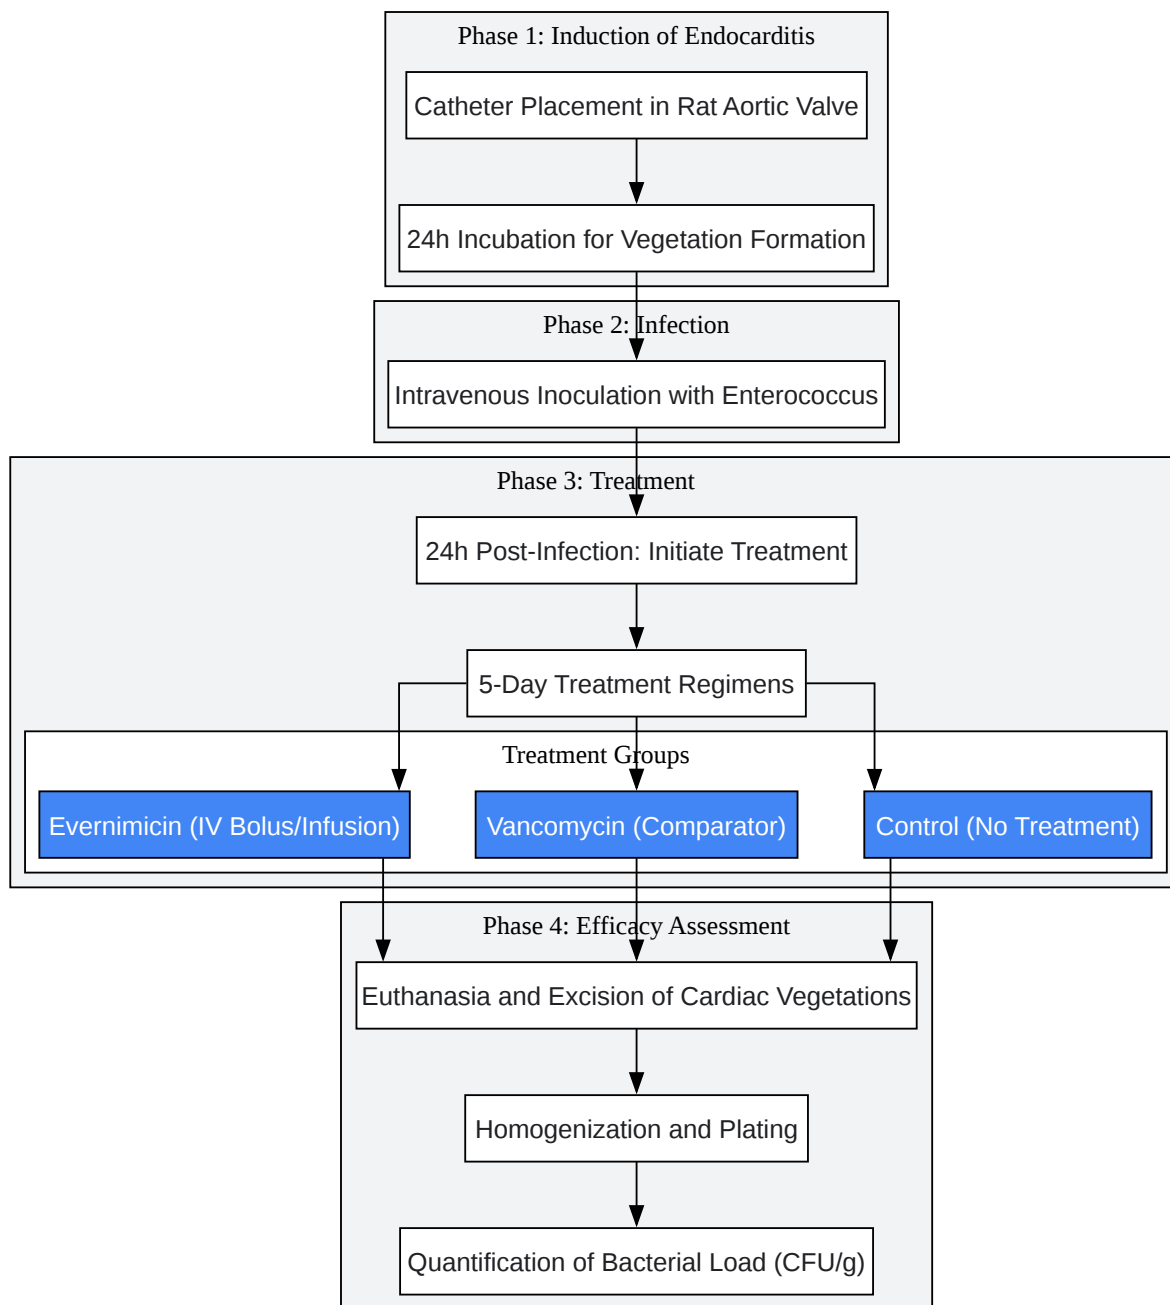 Phase 1: Induction of Endocarditis
Catheter Placement in Rat Aortic Valve
24h Incubation for Vegetation Formation
Phase 2: Infection
Intravenous Inoculation with Enterococcus
Phase 3: Treatment
24h Post-Infection: Initiate Treatment
5-Day Treatment Regimens
Treatment Groups
Evernimicin (IV Bolus/Infusion)
Vancomycin (Comparator)
Control (No Treatment)
Phase 4: Efficacy Assessment
Euthanasia and Excision of Cardiac Vegetations
Homogenization and Plating
Quantification of Bacterial Load (CFU/g)